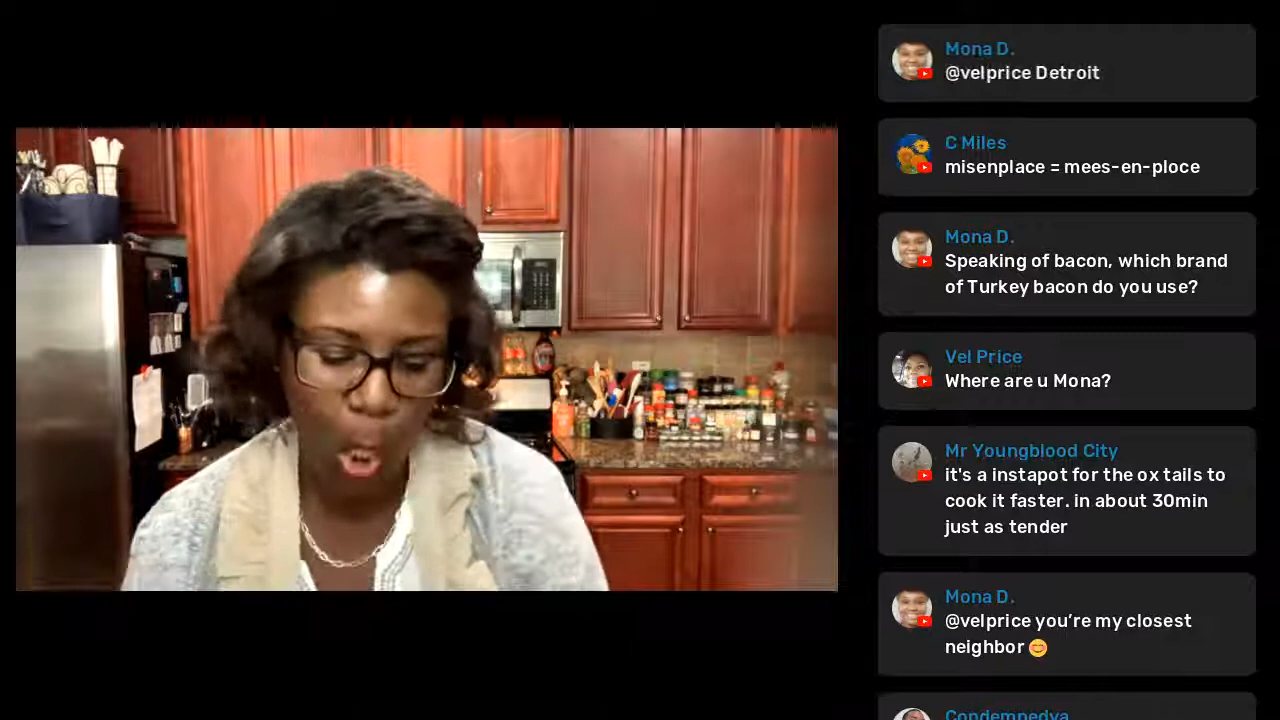 Mona D.
@velprice Detroit
C Miles
misenplace = mees-en-ploce
Mona D.
Speaking of bacon, which brand
of Turkey bacon do you use?
Vel Price
Where are u Mona?
Mr Youngblood City
it's a instapot for the ox tails to
cook it faster. in about 30min
just as tender
Mona D.
@velprice you’re my closest
neighbor 😊